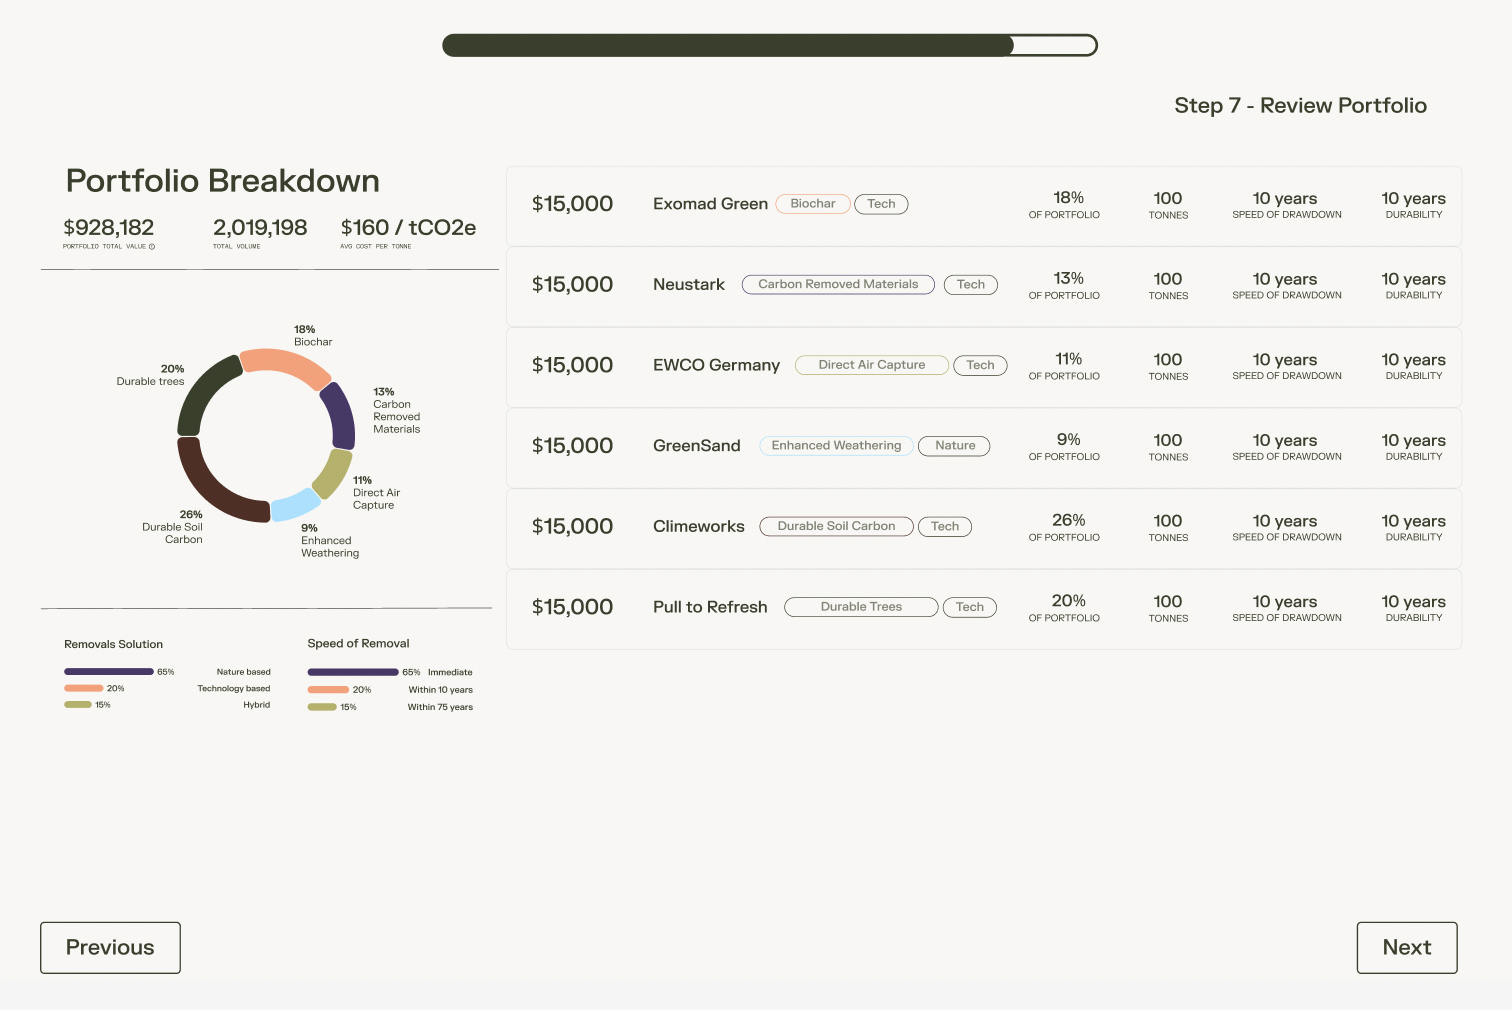 Step 7 - Review Portfolio
Portfolio Breakdown
$928,182
PORTFOLIO TOTAL VALUE
2,019,198
TOTAL VOLUME
$160 / tCO2e
AVG COST PER TONNE
18%
Biochar
20%
Durable trees
13%
Carbon
Removed
Materials
11%
Direct Air
Capture
26%
Durable Soil
Carbon
9%
Enhanced
Weathering
Removals Solution
65% Nature based
20% Technology based
15% Hybrid
Speed of Removal
65% Immediate
20% Within 10 years
15% Within 75 years
$15,000 Exomad Green Biochar Tech 18% 100 10 years 10 years
OF PORTFOLIO TONNES SPEED OF DRAWDOWN DURABILITY
$15,000 Neustark Carbon Removed Materials Tech 13% 100 10 years 10 years
OF PORTFOLIO TONNES SPEED OF DRAWDOWN DURABILITY
$15,000 EWCO Germany Direct Air Capture Tech 11% 100 10 years 10 years
OF PORTFOLIO TONNES SPEED OF DRAWDOWN DURABILITY
$15,000 GreenSand Enhanced Weathering Nature 9% 100 10 years 10 years
OF PORTFOLIO TONNES SPEED OF DRAWDOWN DURABILITY
$15,000 Climeworks Durable Soil Carbon Tech 26% 100 10 years 10 years
OF PORTFOLIO TONNES SPEED OF DRAWDOWN DURABILITY
$15,000 Pull to Refresh Durable Trees Tech 20% 100 10 years 10 years
OF PORTFOLIO TONNES SPEED OF DRAWDOWN DURABILITY
Previous
Next